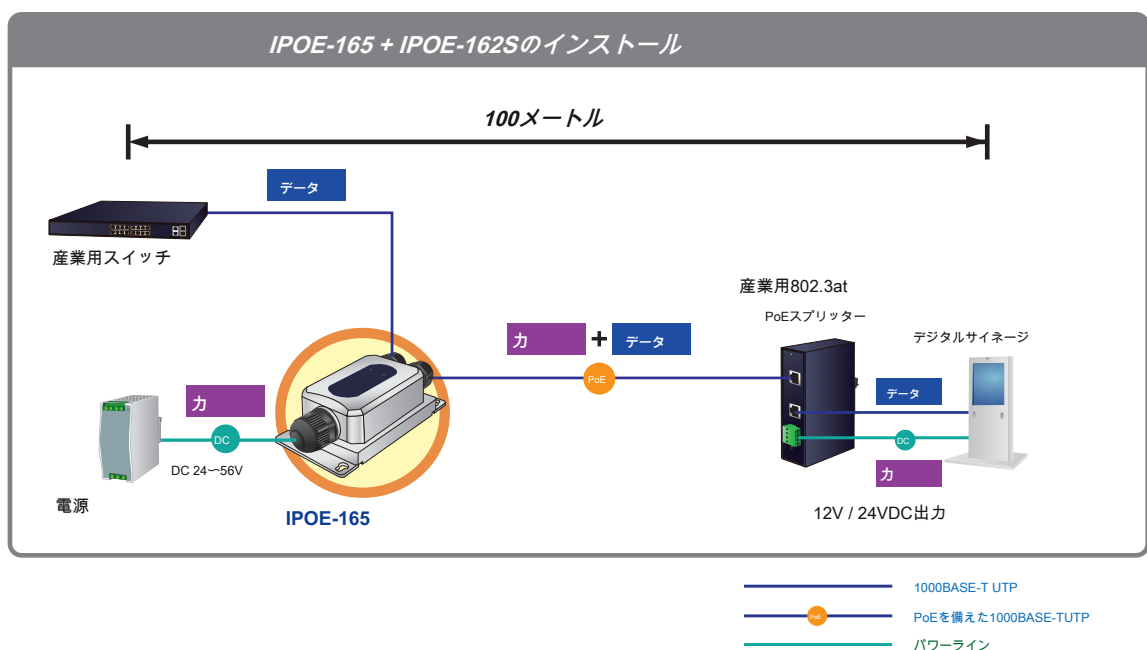 IPOE-165 + IPOE-162Sのインストール
100メートル
データ
産業用スイッチ
産業用802.3at
PoEスプリッター
デジタルサイネージ
力
+
データ
PoE
データ
力
DC
DC 24〜56V
DC
力
電源
IPOE-165
12V / 24VDC出力
1000BASE-T UTP
PoE
PoEを備えた1000BASE-TUTP
パワーライン